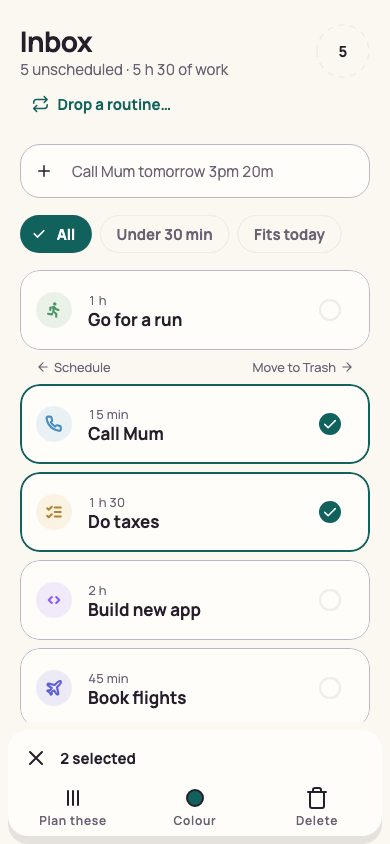 Inbox
5
5 unscheduled · 5 h 30 of work
Drop a routine…
Call Mum tomorrow 3pm 20m
All
Under 30 min
Fits today
1 h
Go for a run
← Schedule
Move to Trash →
15 min
Call Mum
1 h 30
Do taxes
2 h
Build new app
45 min
Book flights
2 selected
Plan these
Colour
Delete